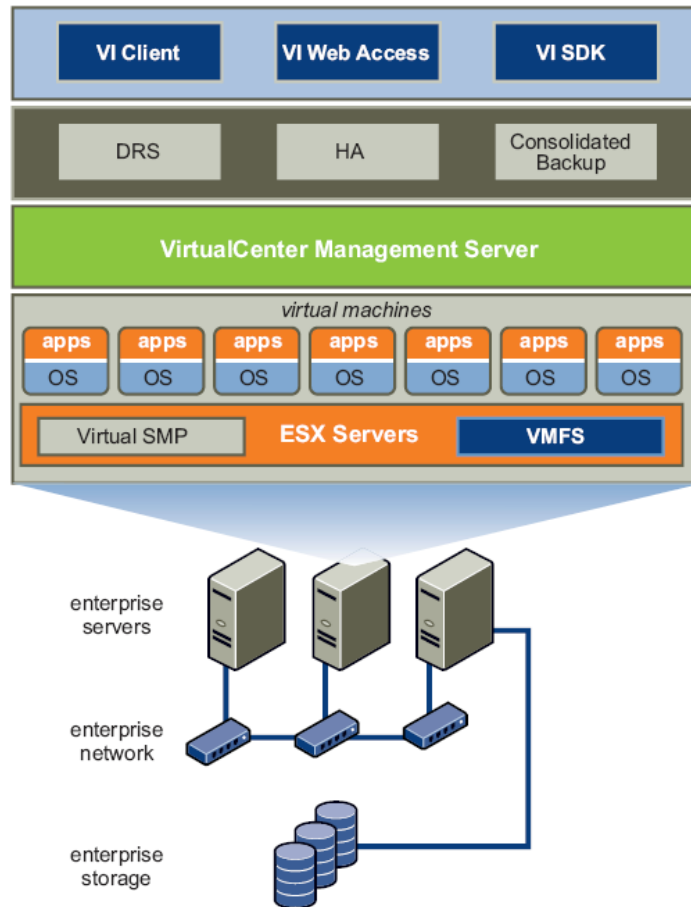 VI Client
VI Web Access
VI SDK
DRS
HA
Consolidated
Backup
VirtualCenter Management Server
virtual machines
apps apps apps apps apps apps apps
OS OS OS OS OS OS OS
Virtual SMP
ESX Servers
VMFS
enterprise
servers
enterprise
network
enterprise
storage